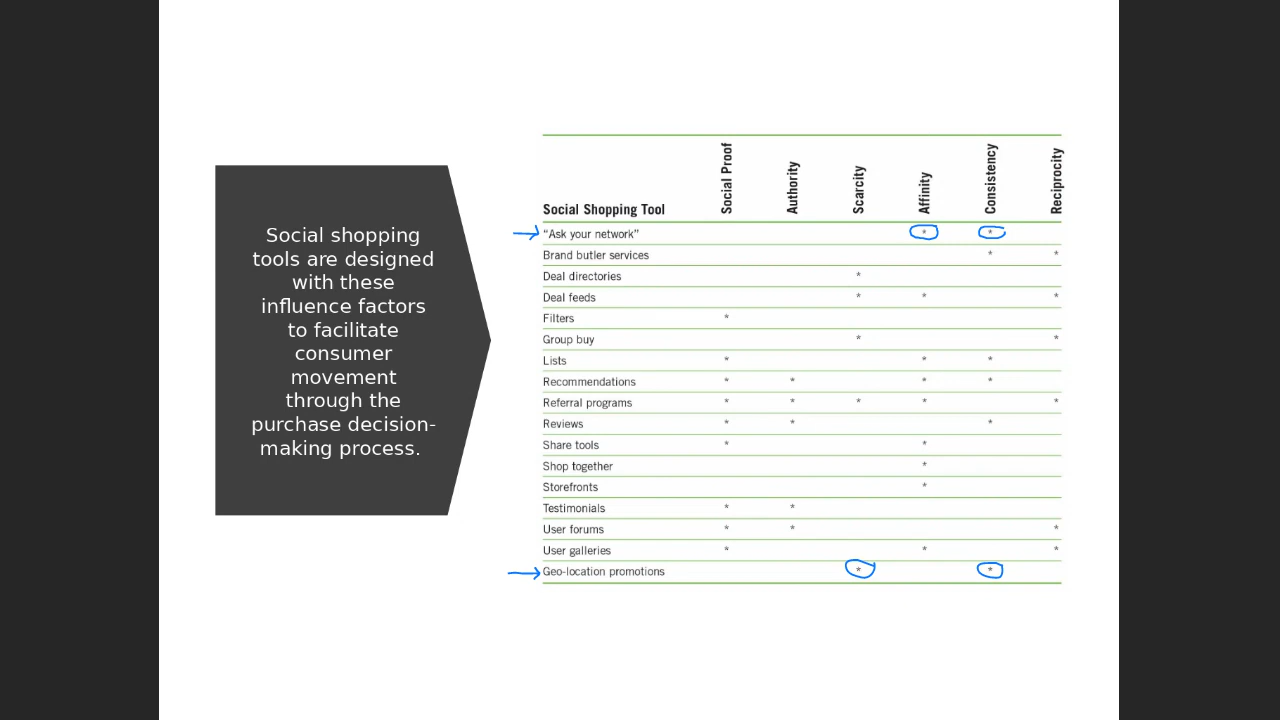 Social shopping
tools are designed
with these
influence factors
to facilitate
consumer
movement
through the
purchase decision-
making process.
Social Shopping Tool Social Proof Authority Scarcity Affinity Consistency Reciprocity
"Ask your network" * *
Brand butler services * *
Deal directories *
Deal feeds * * *
Filters *
Group buy * *
Lists * * *
Recommendations * * * *
Referral programs * * * * *
Reviews * * *
Share tools * *
Shop together *
Storefronts *
Testimonials * *
User forums * * *
User galleries * * *
Geo-location promotions * *